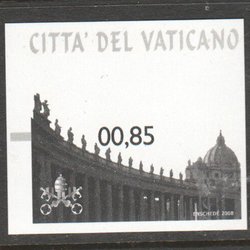 CITTA' DEL VATICANO
00,85
ENSCHEDÉ 2008